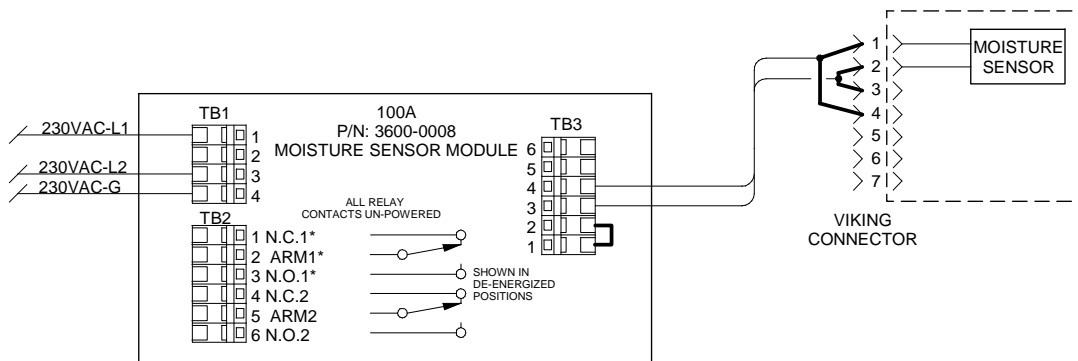 230VAC-L1
230VAC-L2
230VAC-G
TB1
1
2
3
4
100A
P/N: 3600-0008
MOISTURE SENSOR MODULE
TB3
6
5
4
3
2
1
TB2
1 N.C.1*
2 ARM1*
3 N.O.1*
4 N.C.2
5 ARM2
6 N.O.2
ALL RELAY
CONTACTS UN-POWERED
SHOWN IN
DE-ENERGIZED
POSITIONS
1
2
3
4
5
6
7
VIKING
CONNECTOR
MOISTURE
SENSOR